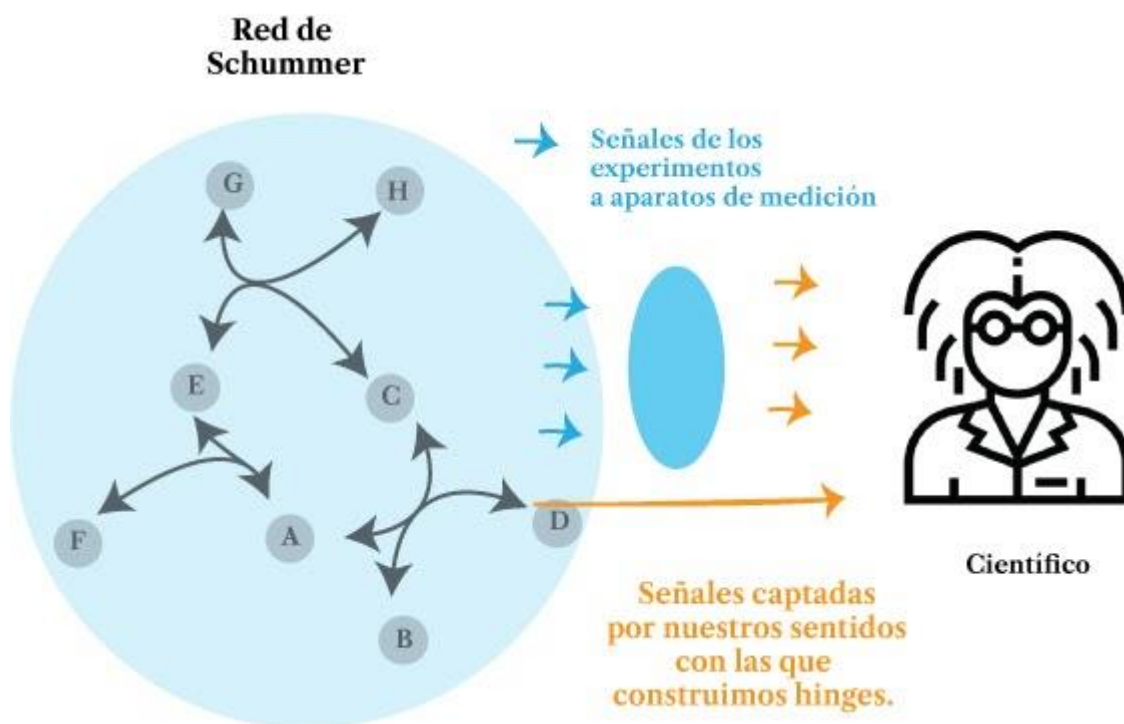 Red de
Schummer
Señales de los
experimentos
a aparatos de medición
G
H
E
C
F
A
D
B
Científico
Señales captadas
por nuestros sentidos
con las que
construimos hinges.